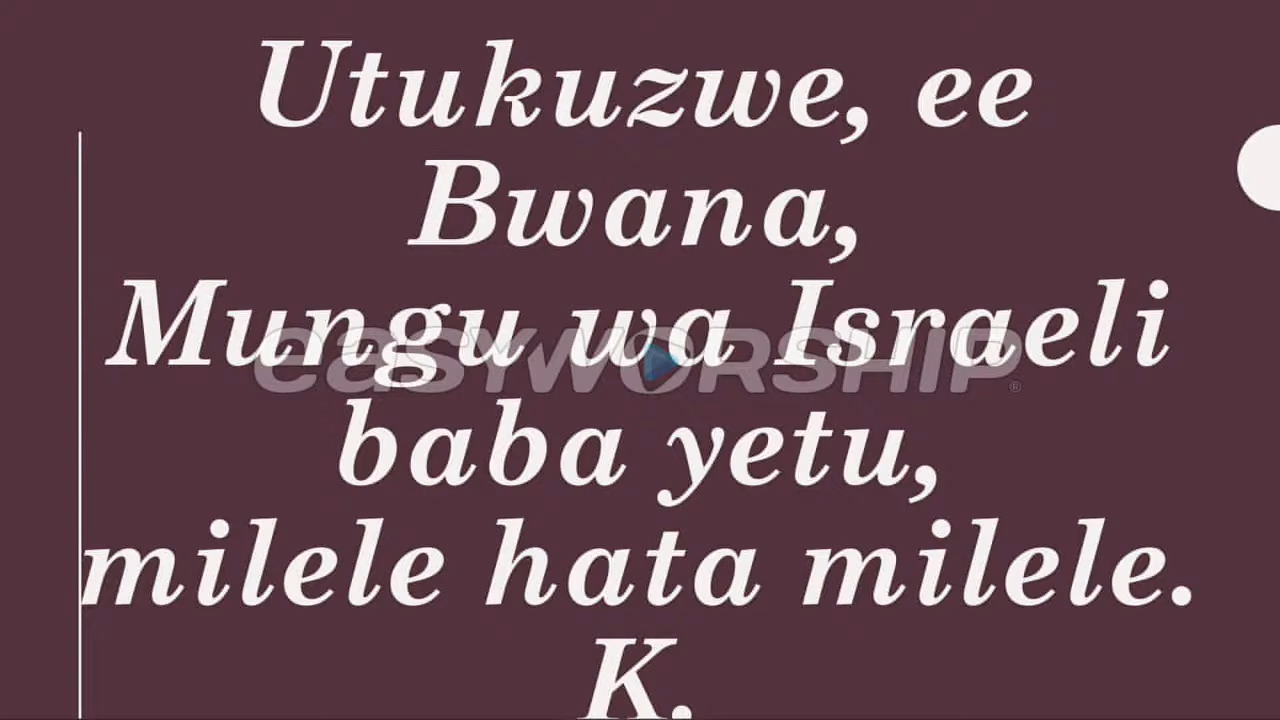 Utukuzwe, ee
Bwana,
Mungu wa Israeli
easyworship®
baba yetu,
milele hata milele.
K.